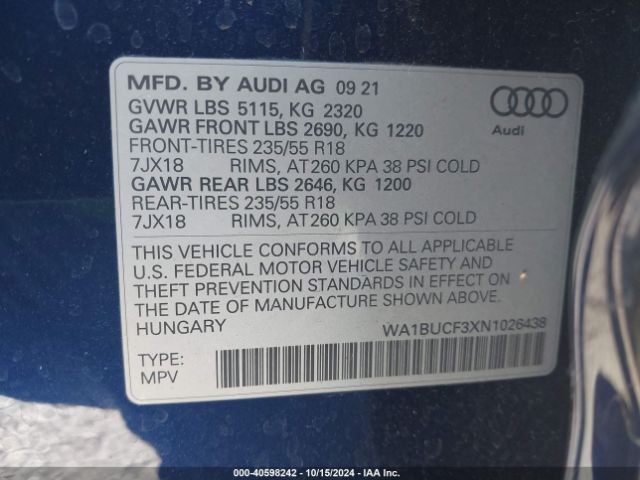 MFD. BY AUDI AG 09 21
GVWR LBS 5115, KG 2320
GAWR FRONT LBS 2690, KG 1220
FRONT-TIRES 235/55 R18
7JX18 RIMS, AT 260 KPA 38 PSI COLD
GAWR REAR LBS 2646, KG 1200
REAR-TIRES 235/55 R18
7JX18 RIMS, AT 260 KPA 38 PSI COLD
Audi
THIS VEHICLE CONFORMS TO ALL APPLICABLE
U.S. FEDERAL MOTOR VEHICLE SAFETY AND
THEFT PREVENTION STANDARDS IN EFFECT ON
THE DATE OF MANUFACTURE SHOWN ABOVE.
HUNGARY WA1BUCF3XN1026438
TYPE:
MPV
000-40598242 - 10/15/2024 - IAA Inc.